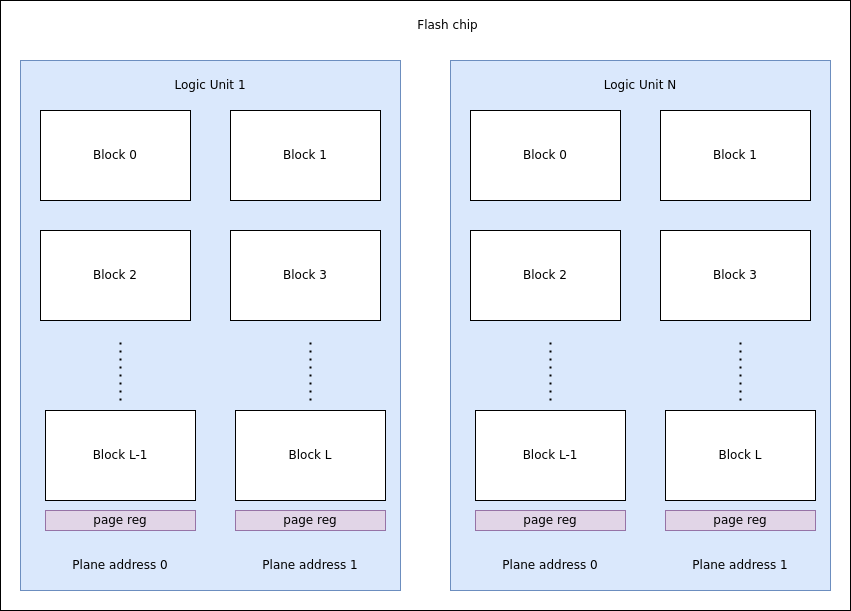 Flash chip
Logic Unit 1
Block 0
Block 1
Block 2
Block 3
Block L-1
Block L
page reg
page reg
Plane address 0
Plane address 1
Logic Unit N
Block 0
Block 1
Block 2
Block 3
Block L-1
Block L
page reg
page reg
Plane address 0
Plane address 1